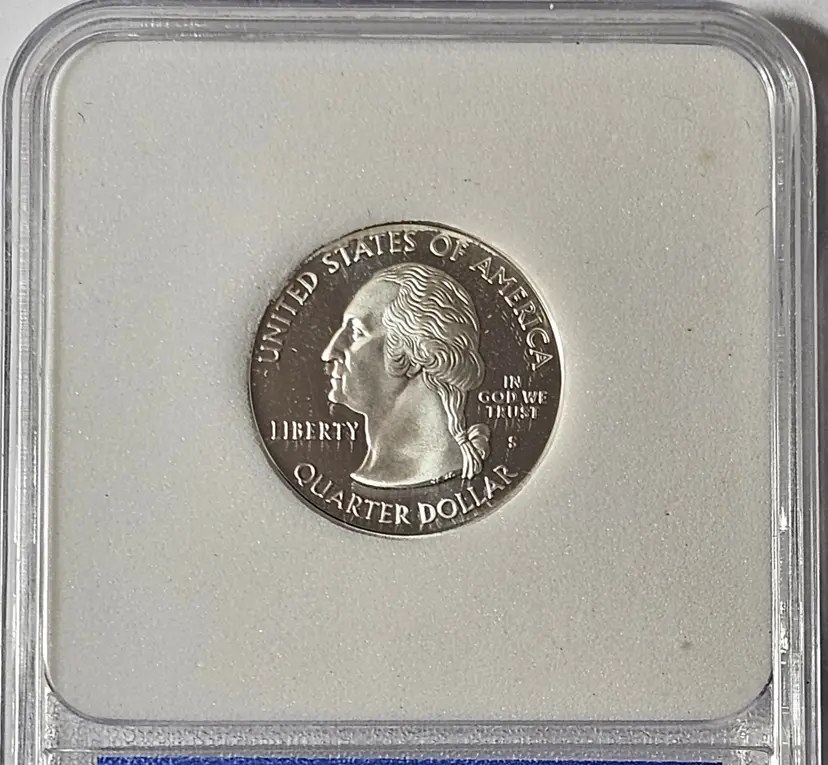 UNITED STATES OF AMERICA
LIBERTY
IN
GOD WE
TRUST
S
QUARTER DOLLAR